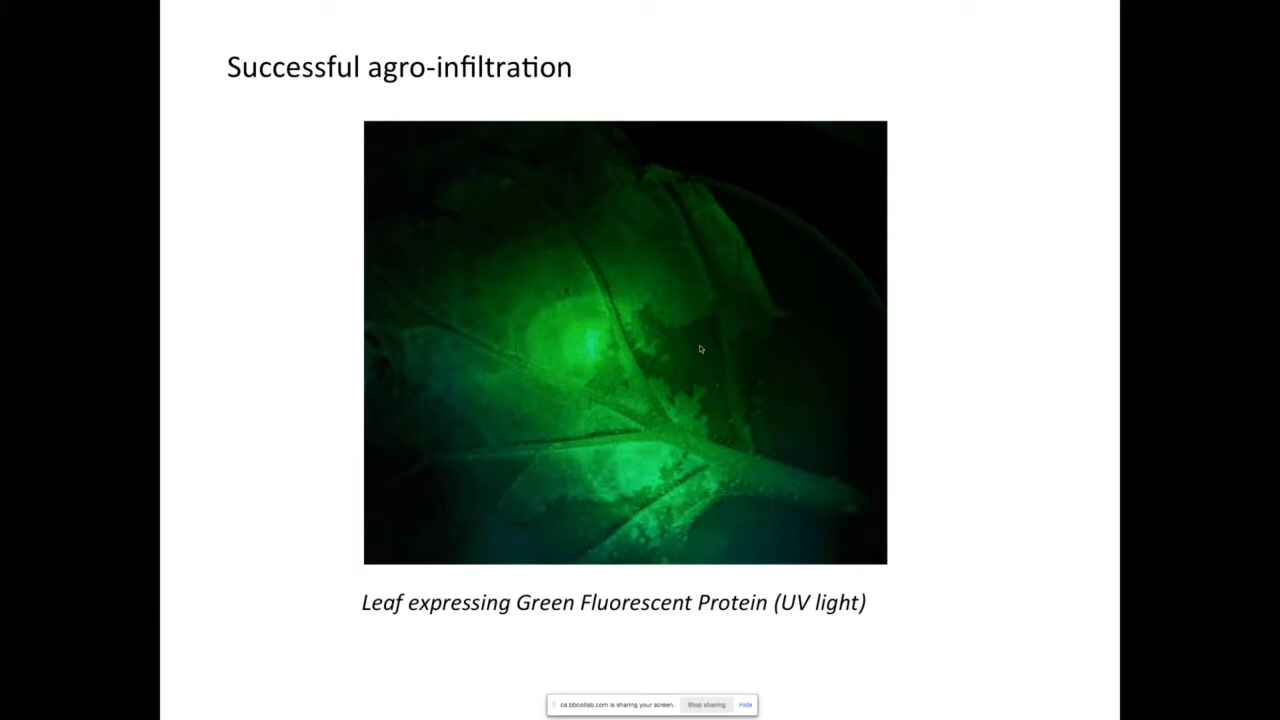 Successful agro-infiltration
Leaf expressing Green Fluorescent Protein (UV light)
ca.bbcollab.com is sharing your screen. Stop sharing Hide